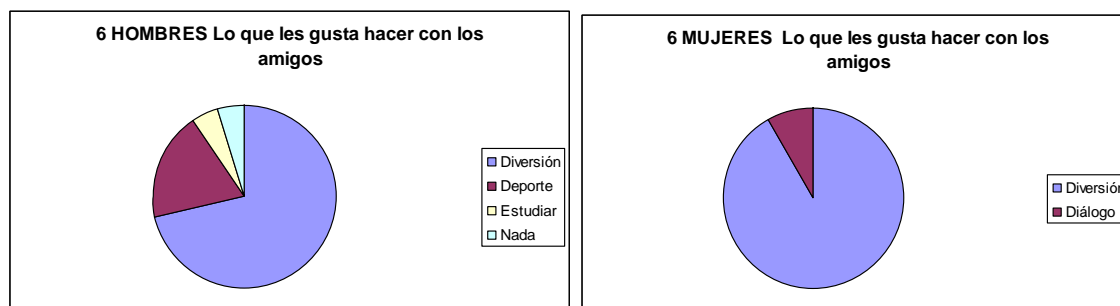 6 HOMBRES Lo que les gusta hacer con los
amigos
Diversión
Deporte
Estudiar
Nada
6 MUJERES Lo que les gusta hacer con los
amigos
Diversión
Diálogo